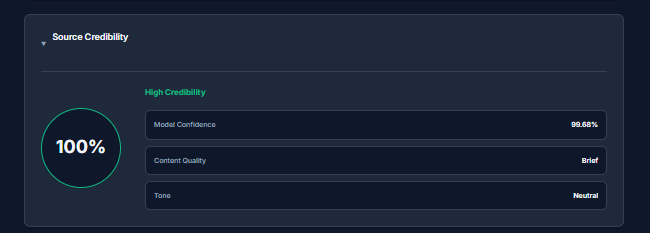 Source Credibility
High Credibility
100%
Model Confidence 99.68%
Content Quality Brief
Tone Neutral